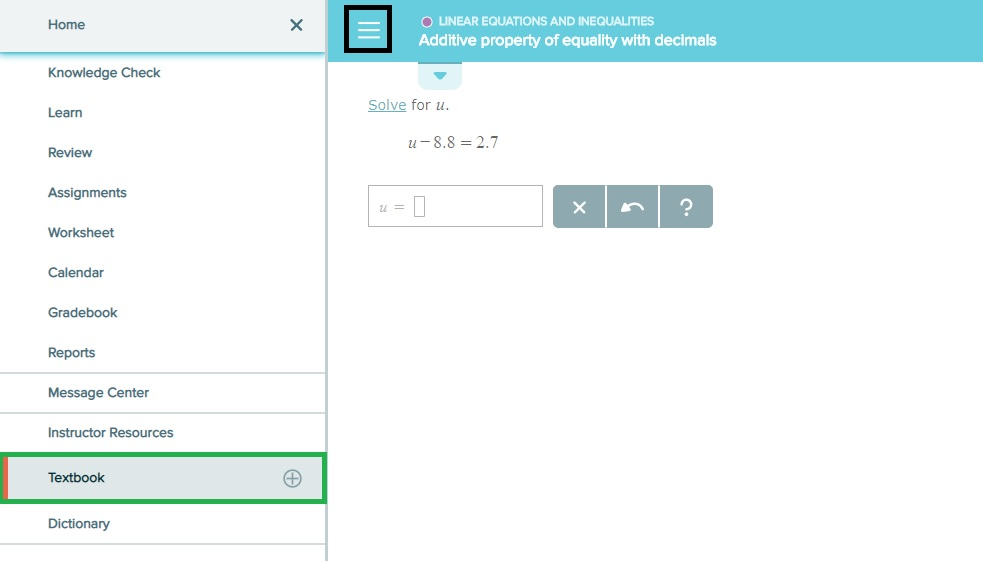 Home
Knowledge Check
Learn
Review
Assignments
Worksheet
Calendar
Gradebook
Reports
Message Center
Instructor Resources
Textbook
Dictionary
LINEAR EQUATIONS AND INEQUALITIES
Additive property of equality with decimals
Solve for u.
u − 8.8 = 2.7
u =
?